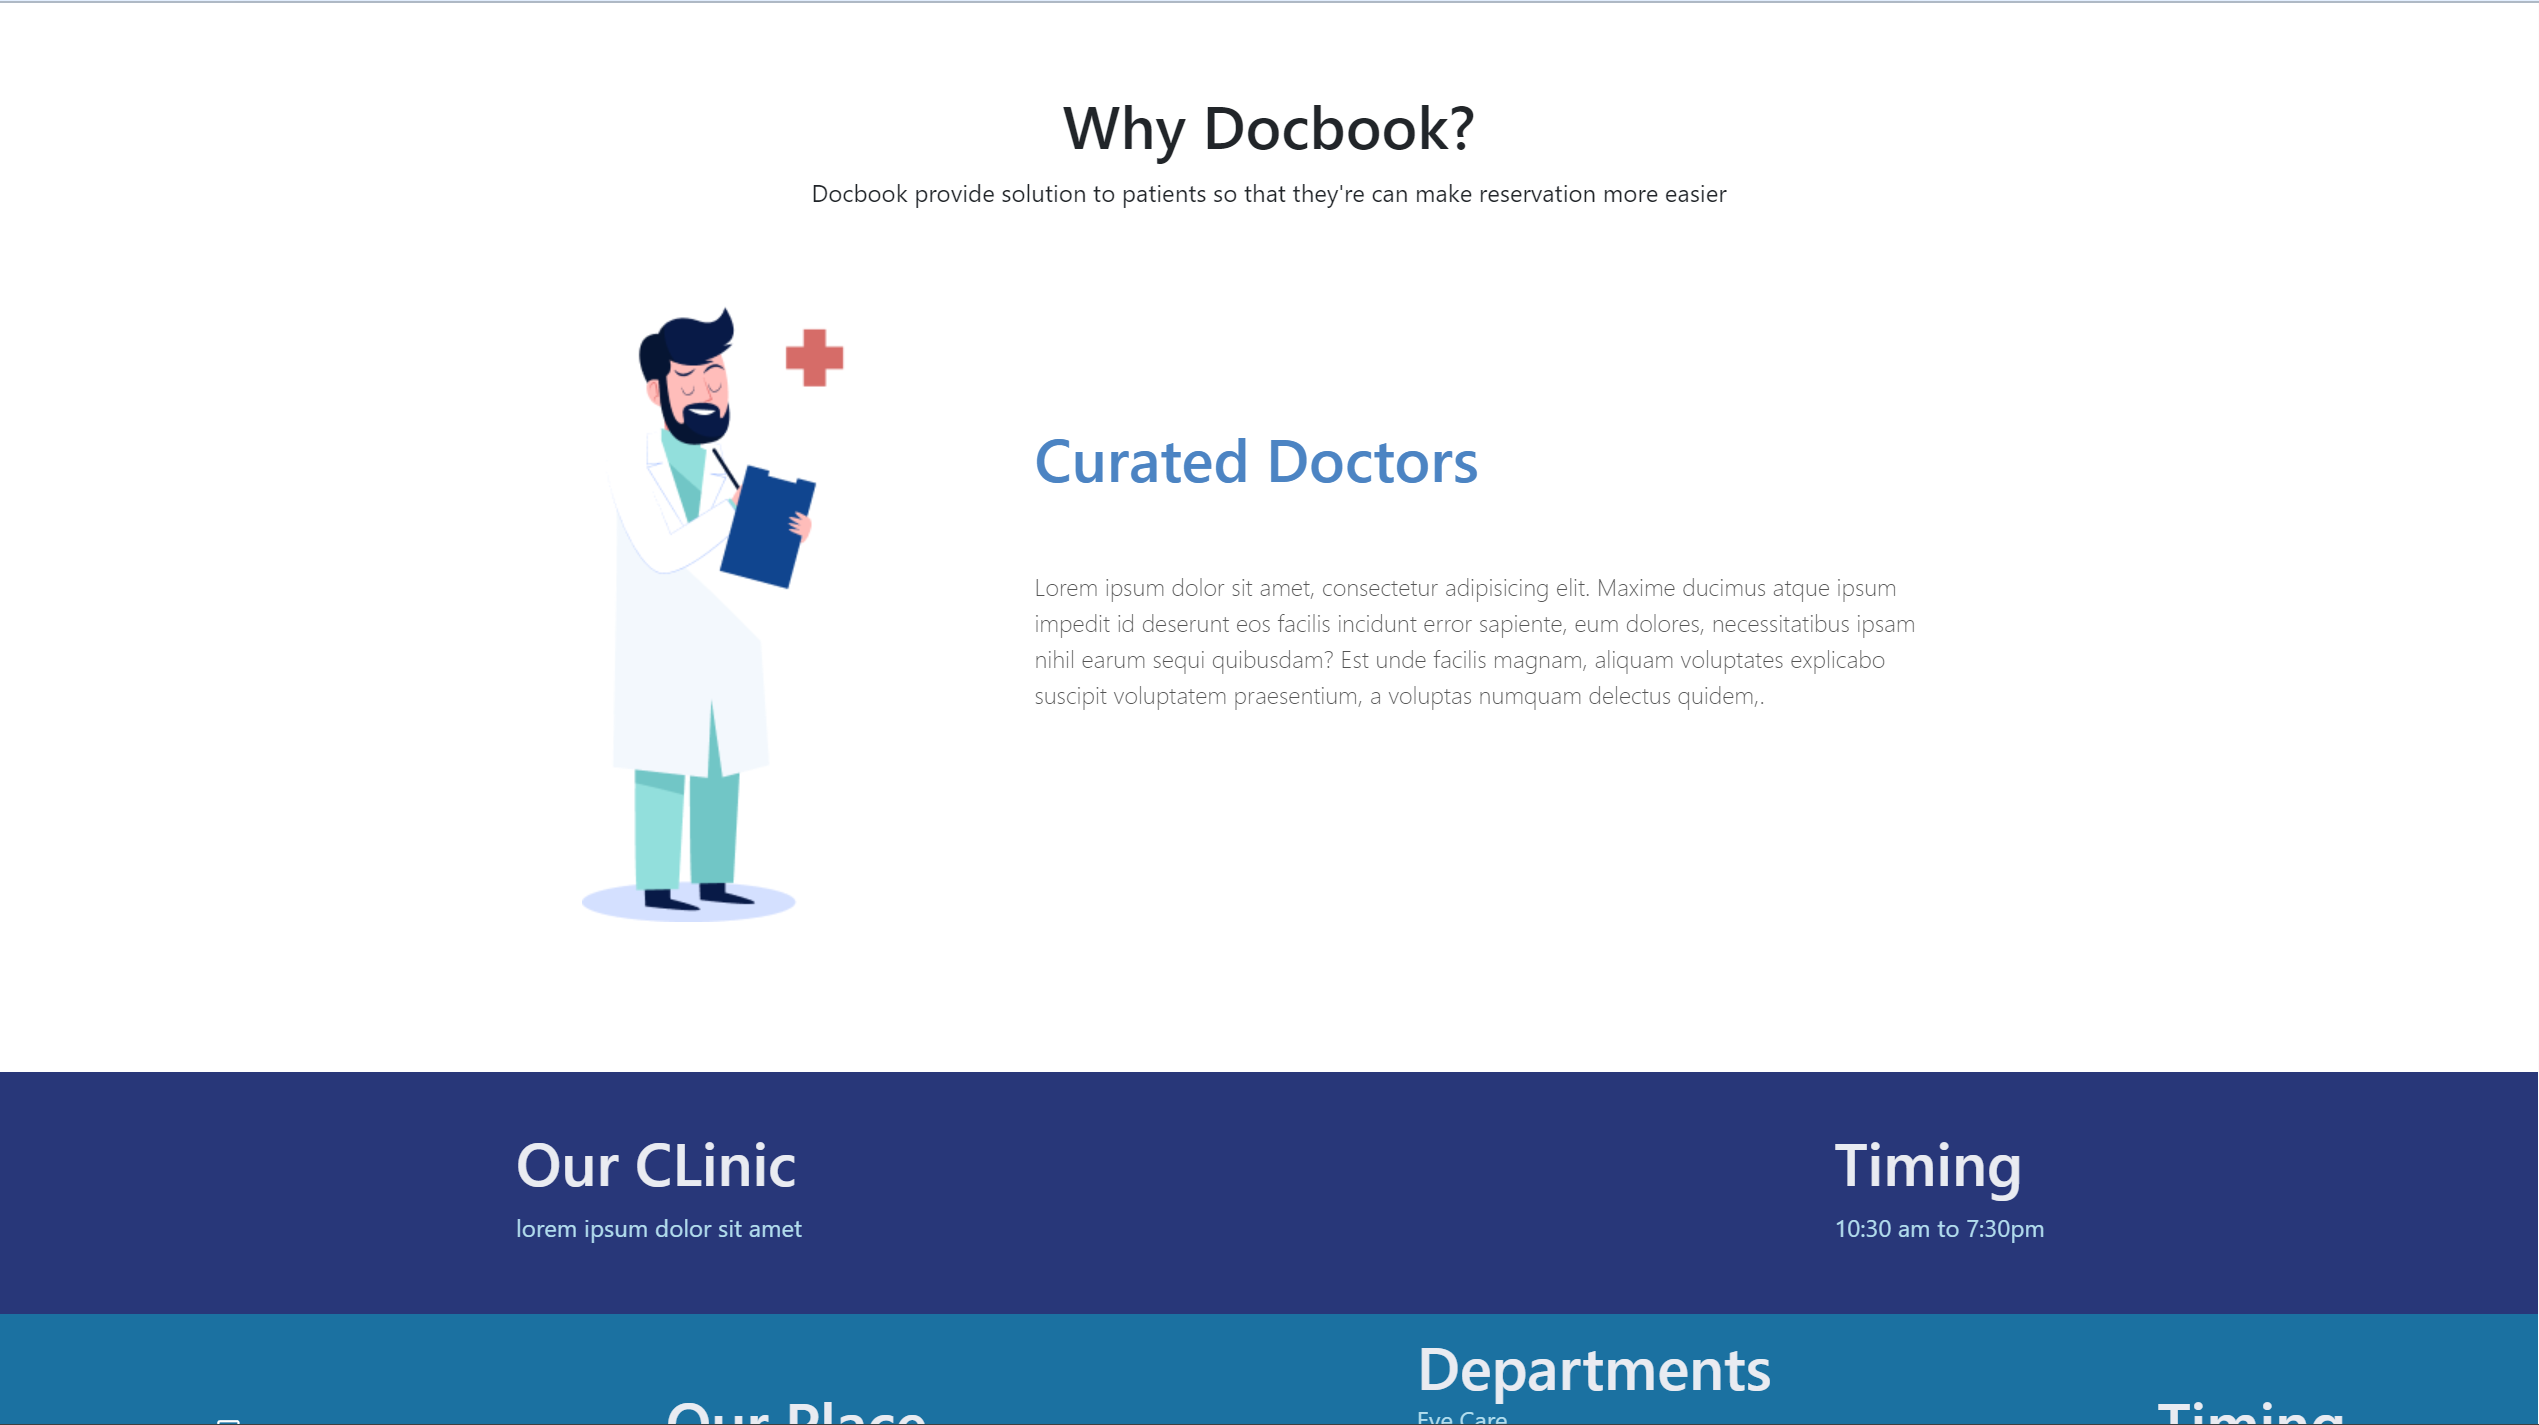 Why Docbook?
Docbook provide solution to patients so that they're can make reservation more easier
Curated Doctors
Lorem ipsum dolor sit amet, consectetur adipisicing elit. Maxime ducimus atque ipsum
impedit id deserunt eos facilis incidunt error sapiente, eum dolores, necessitatibus ipsam
nihil earum sequi quibusdam? Est unde facilis magnam, aliquam voluptates explicabo
suscipit voluptatem praesentium, a voluptas numquam delectus quidem,.
Our CLinic
lorem ipsum dolor sit amet
Timing
10:30 am to 7:30pm
Departments
Eye Care
Our Place
Timing